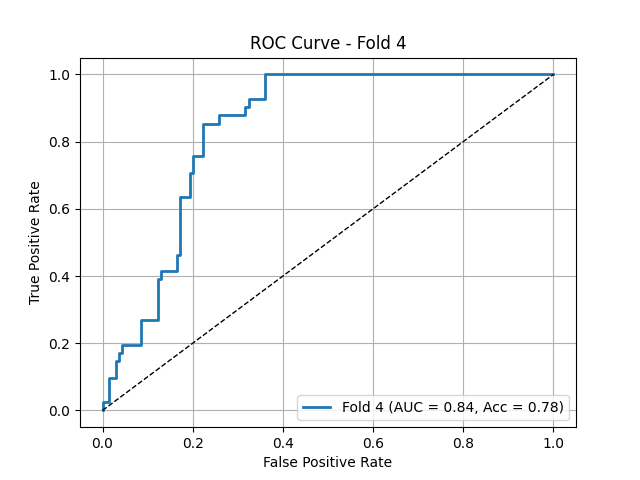 ROC Curve - Fold 4
1.0
0.8
0.6
0.4
0.2
0.0
True Positive Rate
Fold 4 (AUC = 0.84, Acc = 0.78)
0.0 0.2 0.4 0.6 0.8 1.0
False Positive Rate